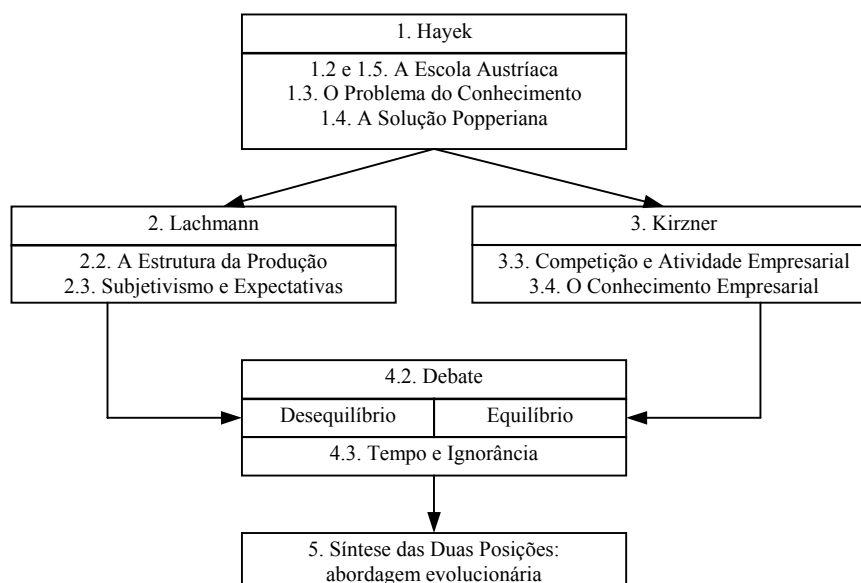 1. Hayek
1.2 e 1.5. A Escola Austríaca
1.3. O Problema do Conhecimento
1.4. A Solução Popperiana
2. Lachmann
2.2. A Estrutura da Produção
2.3. Subjetivismo e Expectativas
3. Kirzner
3.3. Competição e Atividade Empresarial
3.4. O Conhecimento Empresarial
4.2. Debate
Desequilíbrio
Equilíbrio
4.3. Tempo e Ignorância
5. Síntese das Duas Posições:
abordagem evolucionária